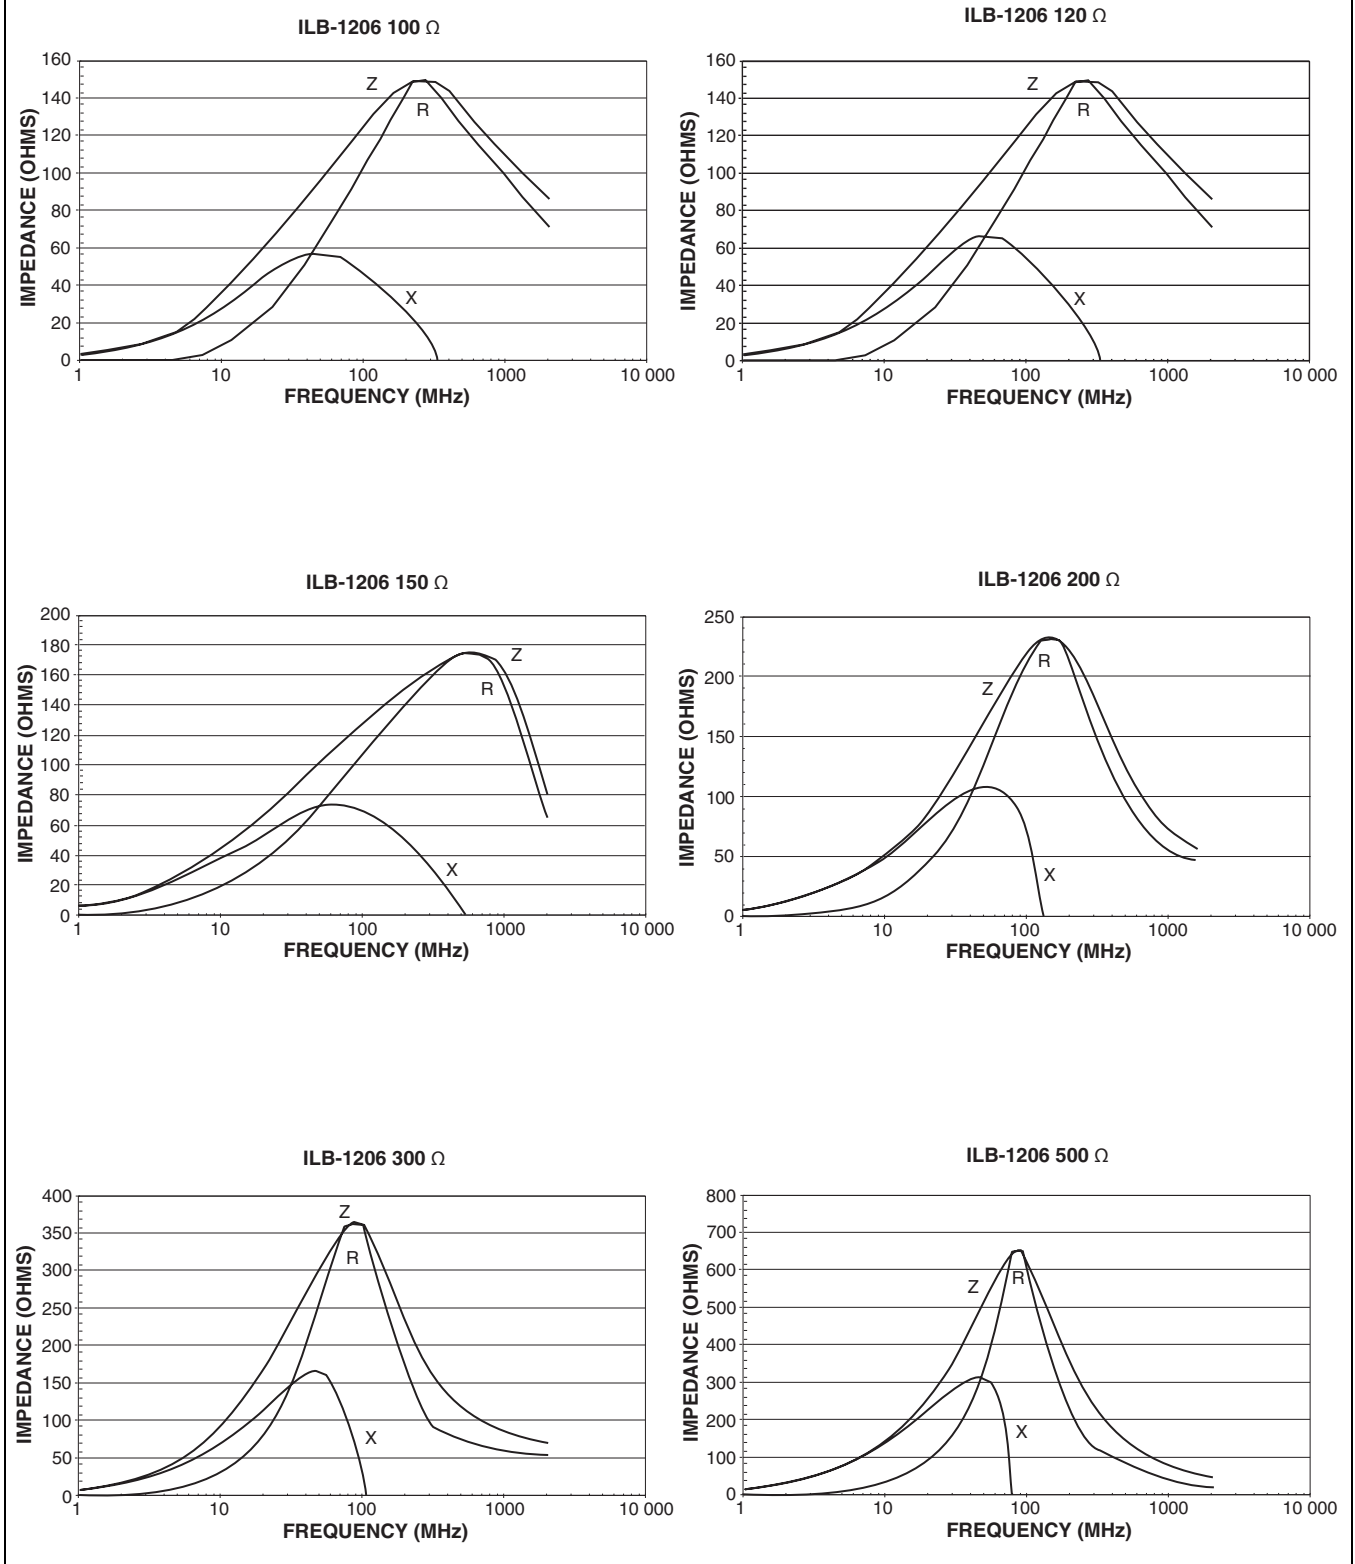 ILB-1206 100 Ω
IMPEDANCE (OHMS)
160
140
120
100
80
60
40
20
0
Z
R
X
1 10 100 1000 10 000
FREQUENCY (MHz)
ILB-1206 120 Ω
IMPEDANCE (OHMS)
160
140
120
100
80
60
40
20
0
Z
R
X
1 10 100 1000 10 000
FREQUENCY (MHz)
ILB-1206 150 Ω
IMPEDANCE (OHMS)
200
180
160
140
120
100
80
60
40
20
0
Z
R
X
1 10 100 1000 10 000
FREQUENCY (MHz)
ILB-1206 200 Ω
IMPEDANCE (OHMS)
250
200
150
100
50
0
R
Z
X
1 10 100 1000 10 000
FREQUENCY (MHz)
ILB-1206 300 Ω
IMPEDANCE (OHMS)
400
350
300
250
200
150
100
50
0
Z
R
X
1 10 100 1000 10 000
FREQUENCY (MHz)
ILB-1206 500 Ω
IMPEDANCE (OHMS)
800
700
600
500
400
300
200
100
0
R
Z
X
1 10 100 1000 10 000
FREQUENCY (MHz)